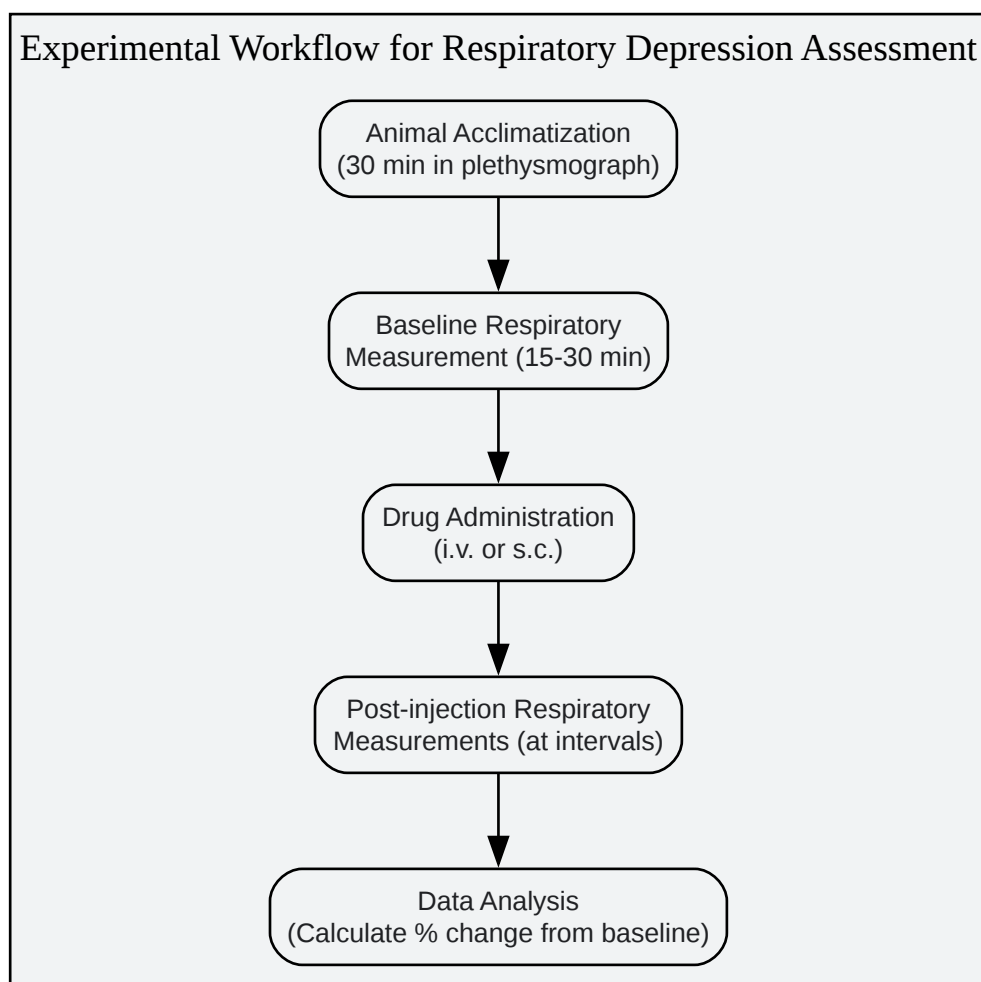 Experimental Workflow for Respiratory Depression Assessment
Animal Acclimatization
(30 min in plethysmograph)
Baseline Respiratory
Measurement (15-30 min)
Drug Administration
(i.v. or s.c.)
Post-injection Respiratory
Measurements (at intervals)
Data Analysis
(Calculate % change from baseline)